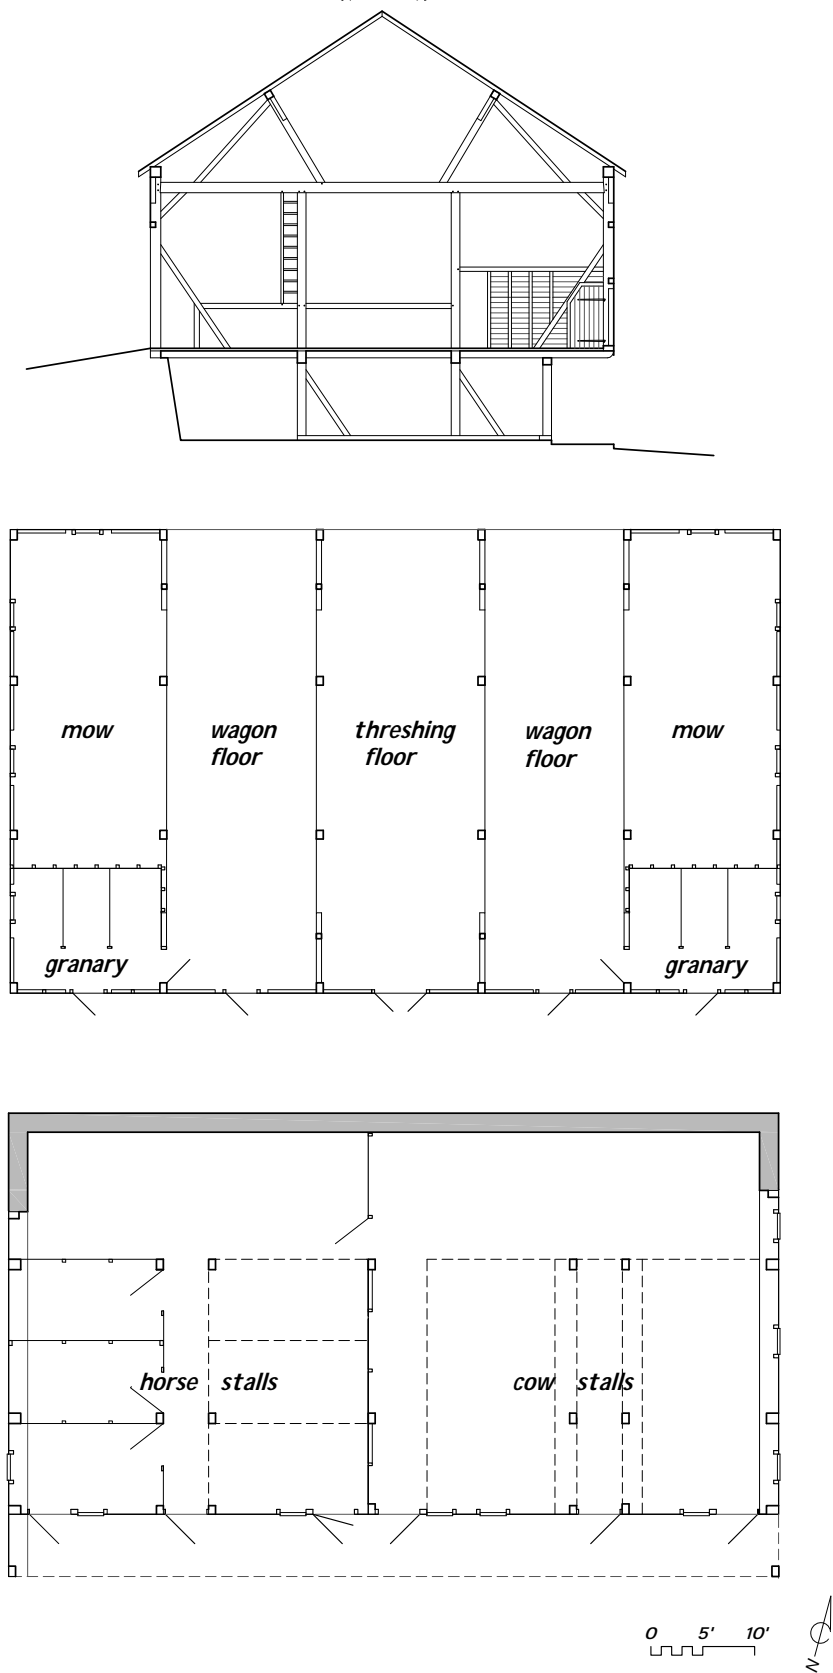 mow
wagon
floor
threshing
floor
wagon
floor
mow
granary
granary
horse stalls
cow stalls
0 5' 10'
N